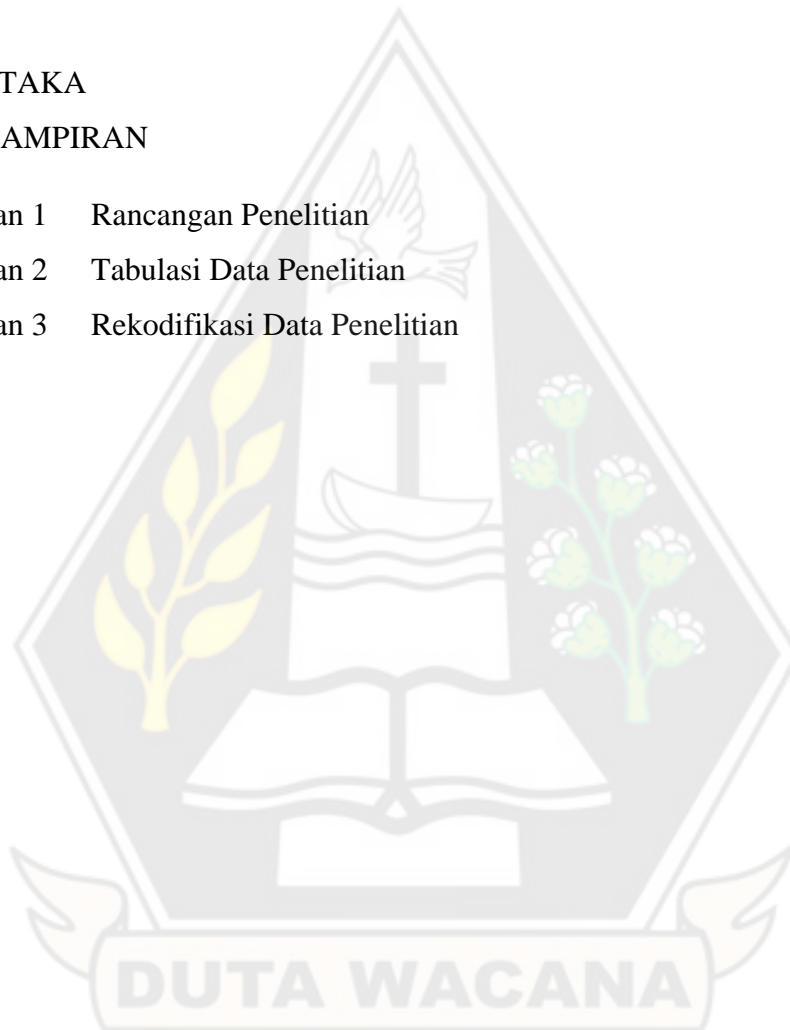 TAKA
AMPIRAN
an 1 Rancangan Penelitian
an 2 Tabulasi Data Penelitian
an 3 Rekodifikasi Data Penelitian
DUTA WACANA